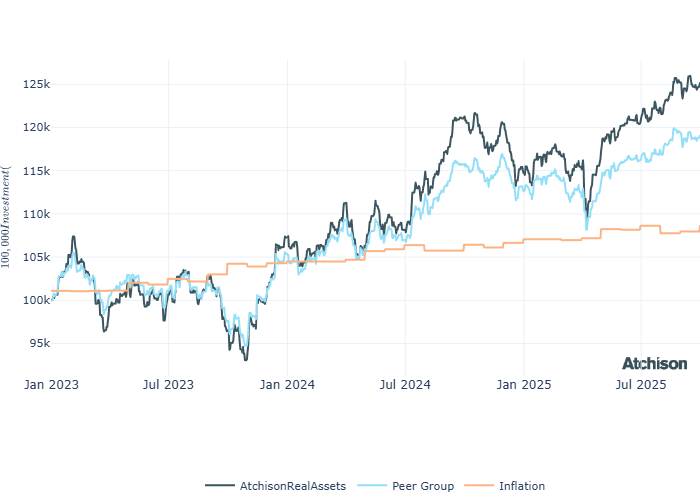 125k
120k
115k
110k
105k
100k
95k
100,000Investment(
Jan 2023
Jul 2023
Jan 2024
Jul 2024
Jan 2025
Jul 2025
Atchison
AtchisonRealAssets
Peer Group
Inflation